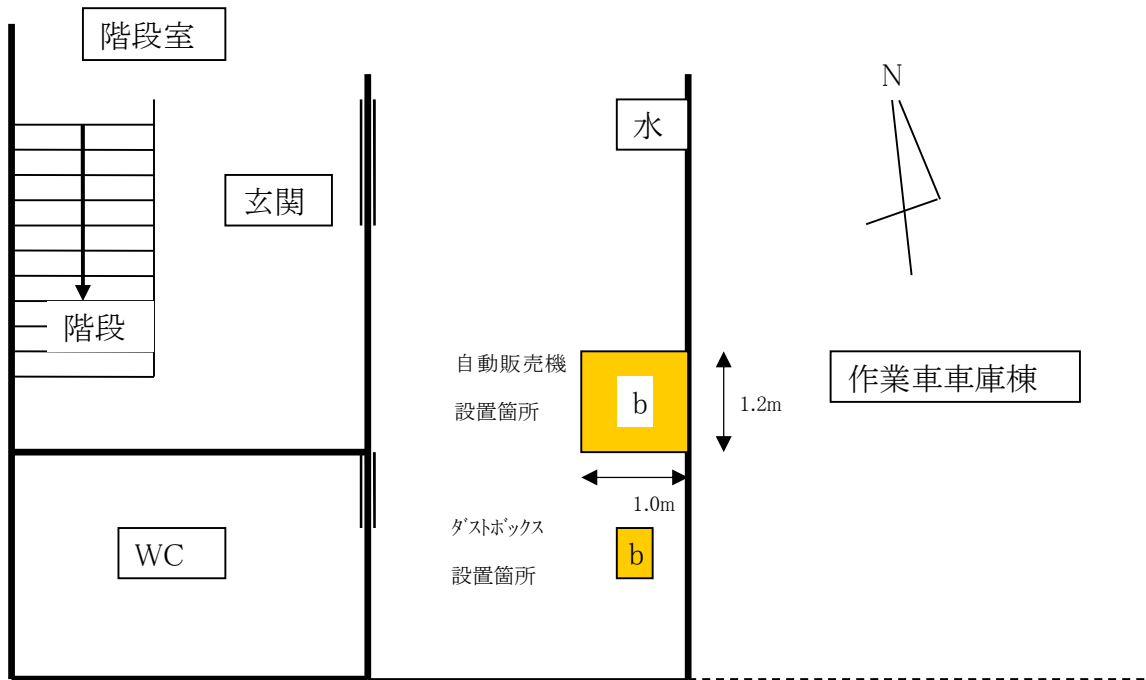 階段室
水
N
玄関
階段
自動販売機
設置箇所
b
1.2m
作業車車庫棟
1.0m
ダストボックス
設置箇所
b
WC